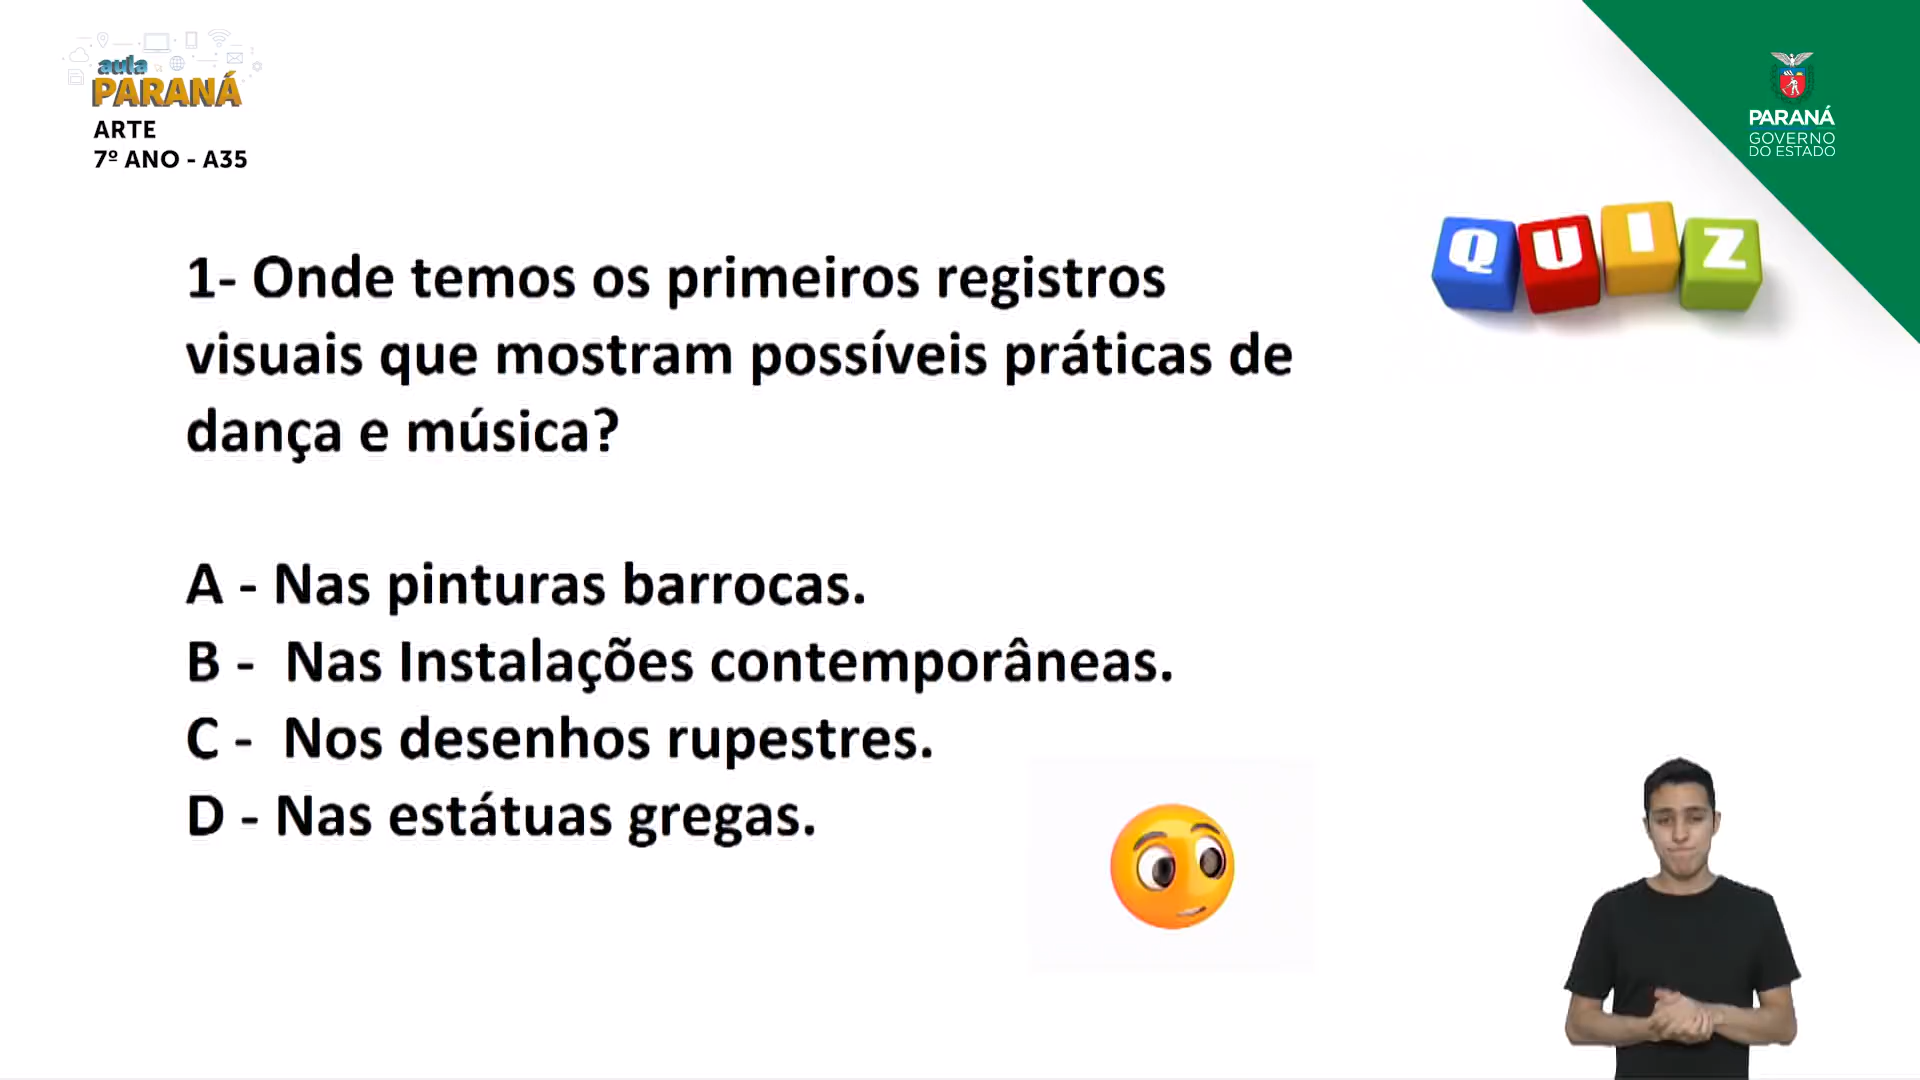 aula
PARANÁ
ARTE
7º ANO - A35
PARANÁ
GOVERNO
DO ESTADO
QUIZ
1- Onde temos os primeiros registros
visuais que mostram possíveis práticas de
dança e música?
A - Nas pinturas barrocas.
B - Nas Instalações contemporâneas.
C - Nos desenhos rupestres.
D - Nas estátuas gregas.